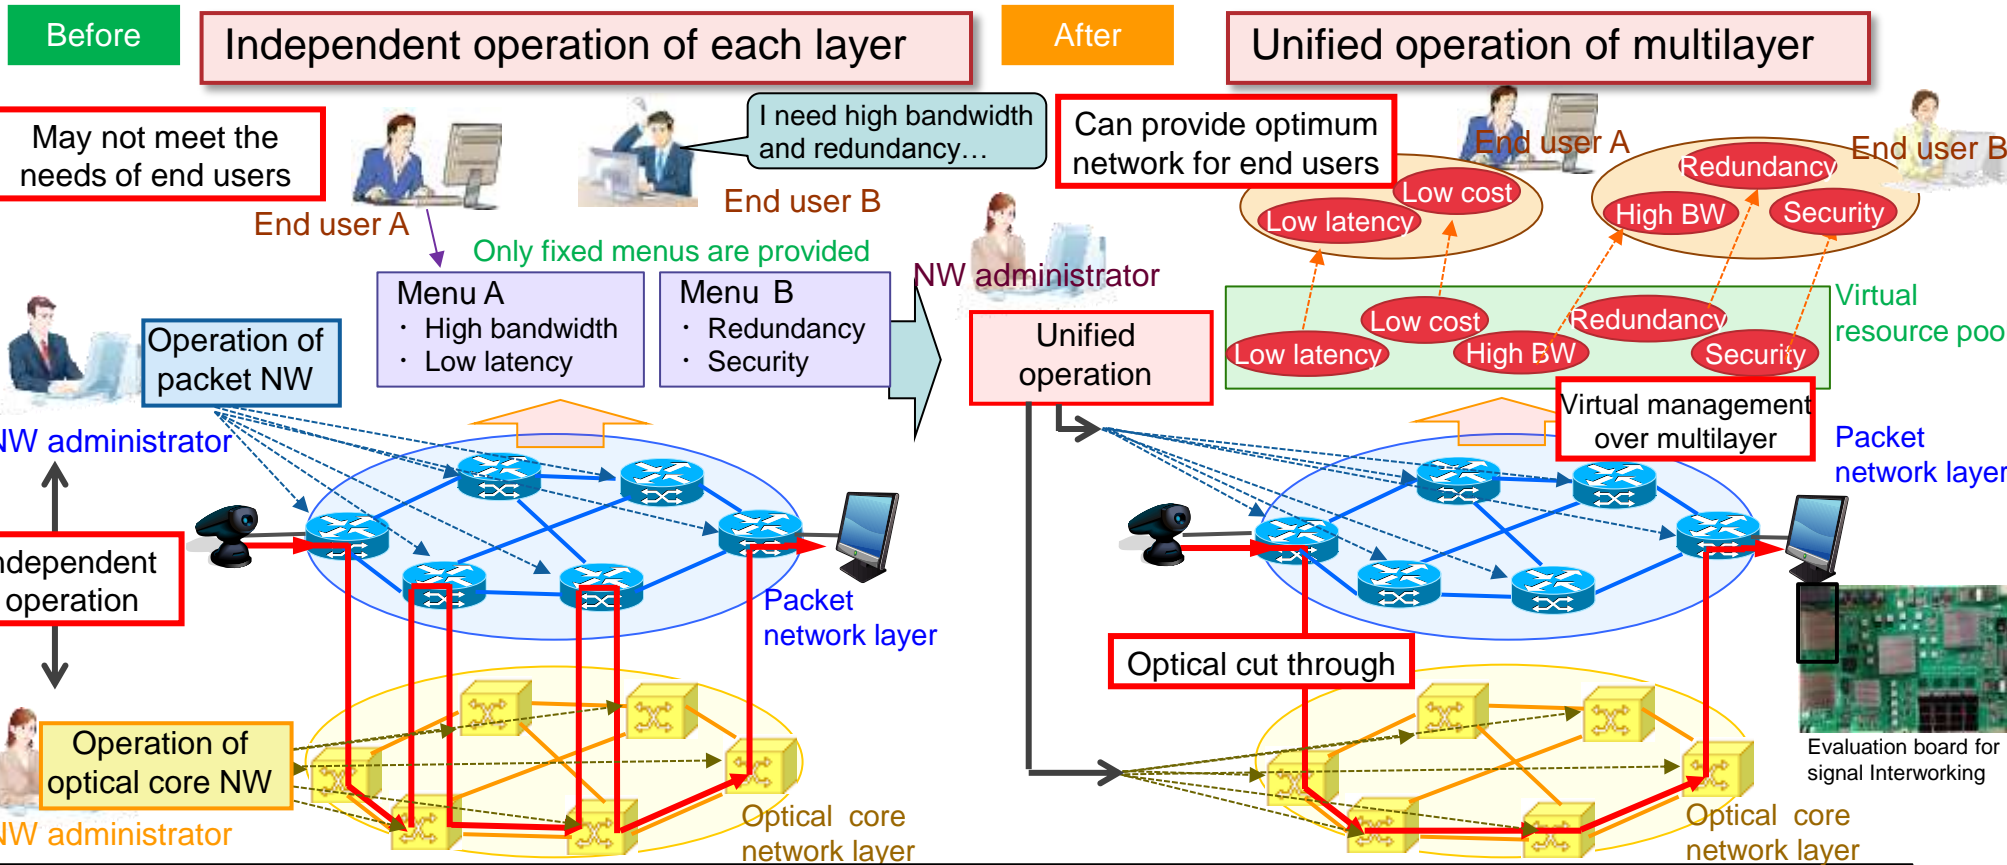 Before
Independent operation of each layer
May not meet the
needs of end users
I need high bandwidth
and redundancy…
End user A
End user B
Only fixed menus are provided
Menu A
・ High bandwidth
・ Low latency
Menu B
・ Redundancy
・ Security
Operation of
packet NW
NW administrator
Independent
operation
Packet
network layer
Operation of
optical core NW
NW administrator
Optical core
network layer
After
Unified operation of multilayer
Can provide optimum
network for end users
End user A
End user B
Low cost
Low latency
Redundancy
High BW
Security
NW administrator
Unified
operation
Low cost
Redundancy
Low latency
High BW
Security
Virtual
resource poo
Virtual management
over multilayer
Packet
network layer
Optical cut through
Evaluation board for
signal Interworking
Optical core
network layer